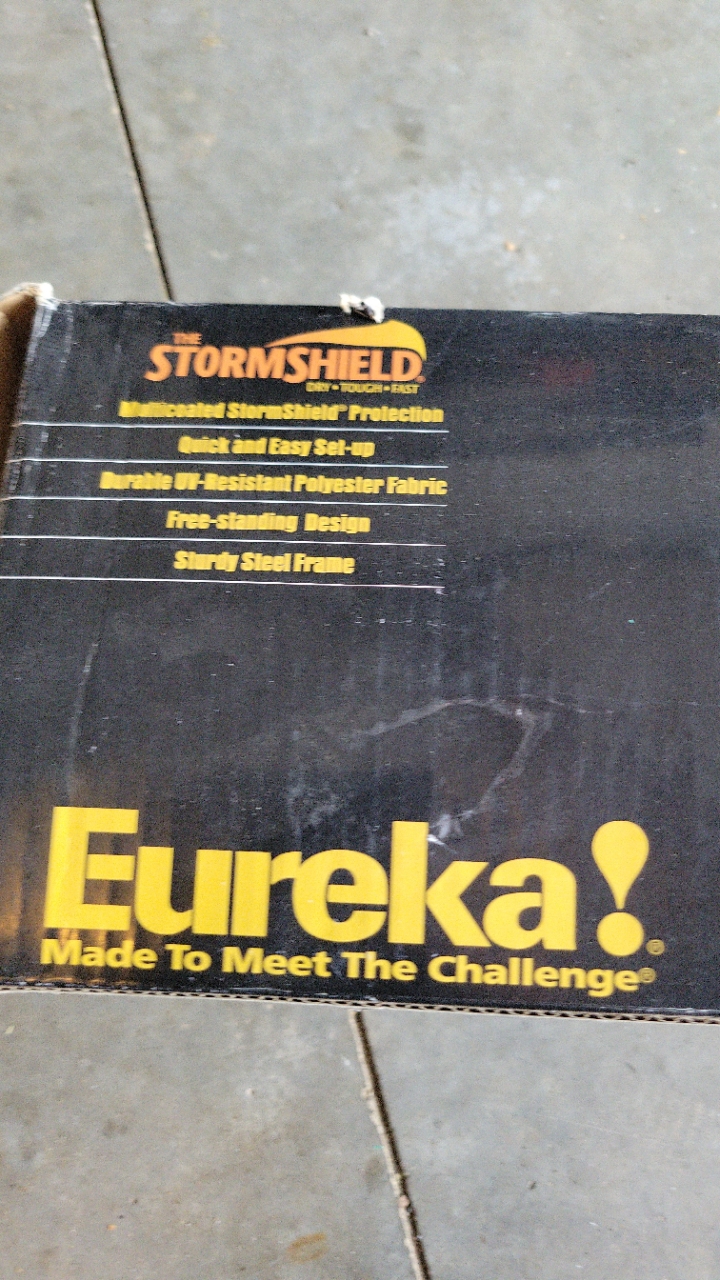 THE
STORMSHIELD®
DRY • TOUGH • FAST
Multicoated StormShield™ Protection
Quick and Easy Set-up
Durable UV-Resistant Polyester Fabric
Free-standing Design
Sturdy Steel Frame
Eureka!®
Made To Meet The Challenge®